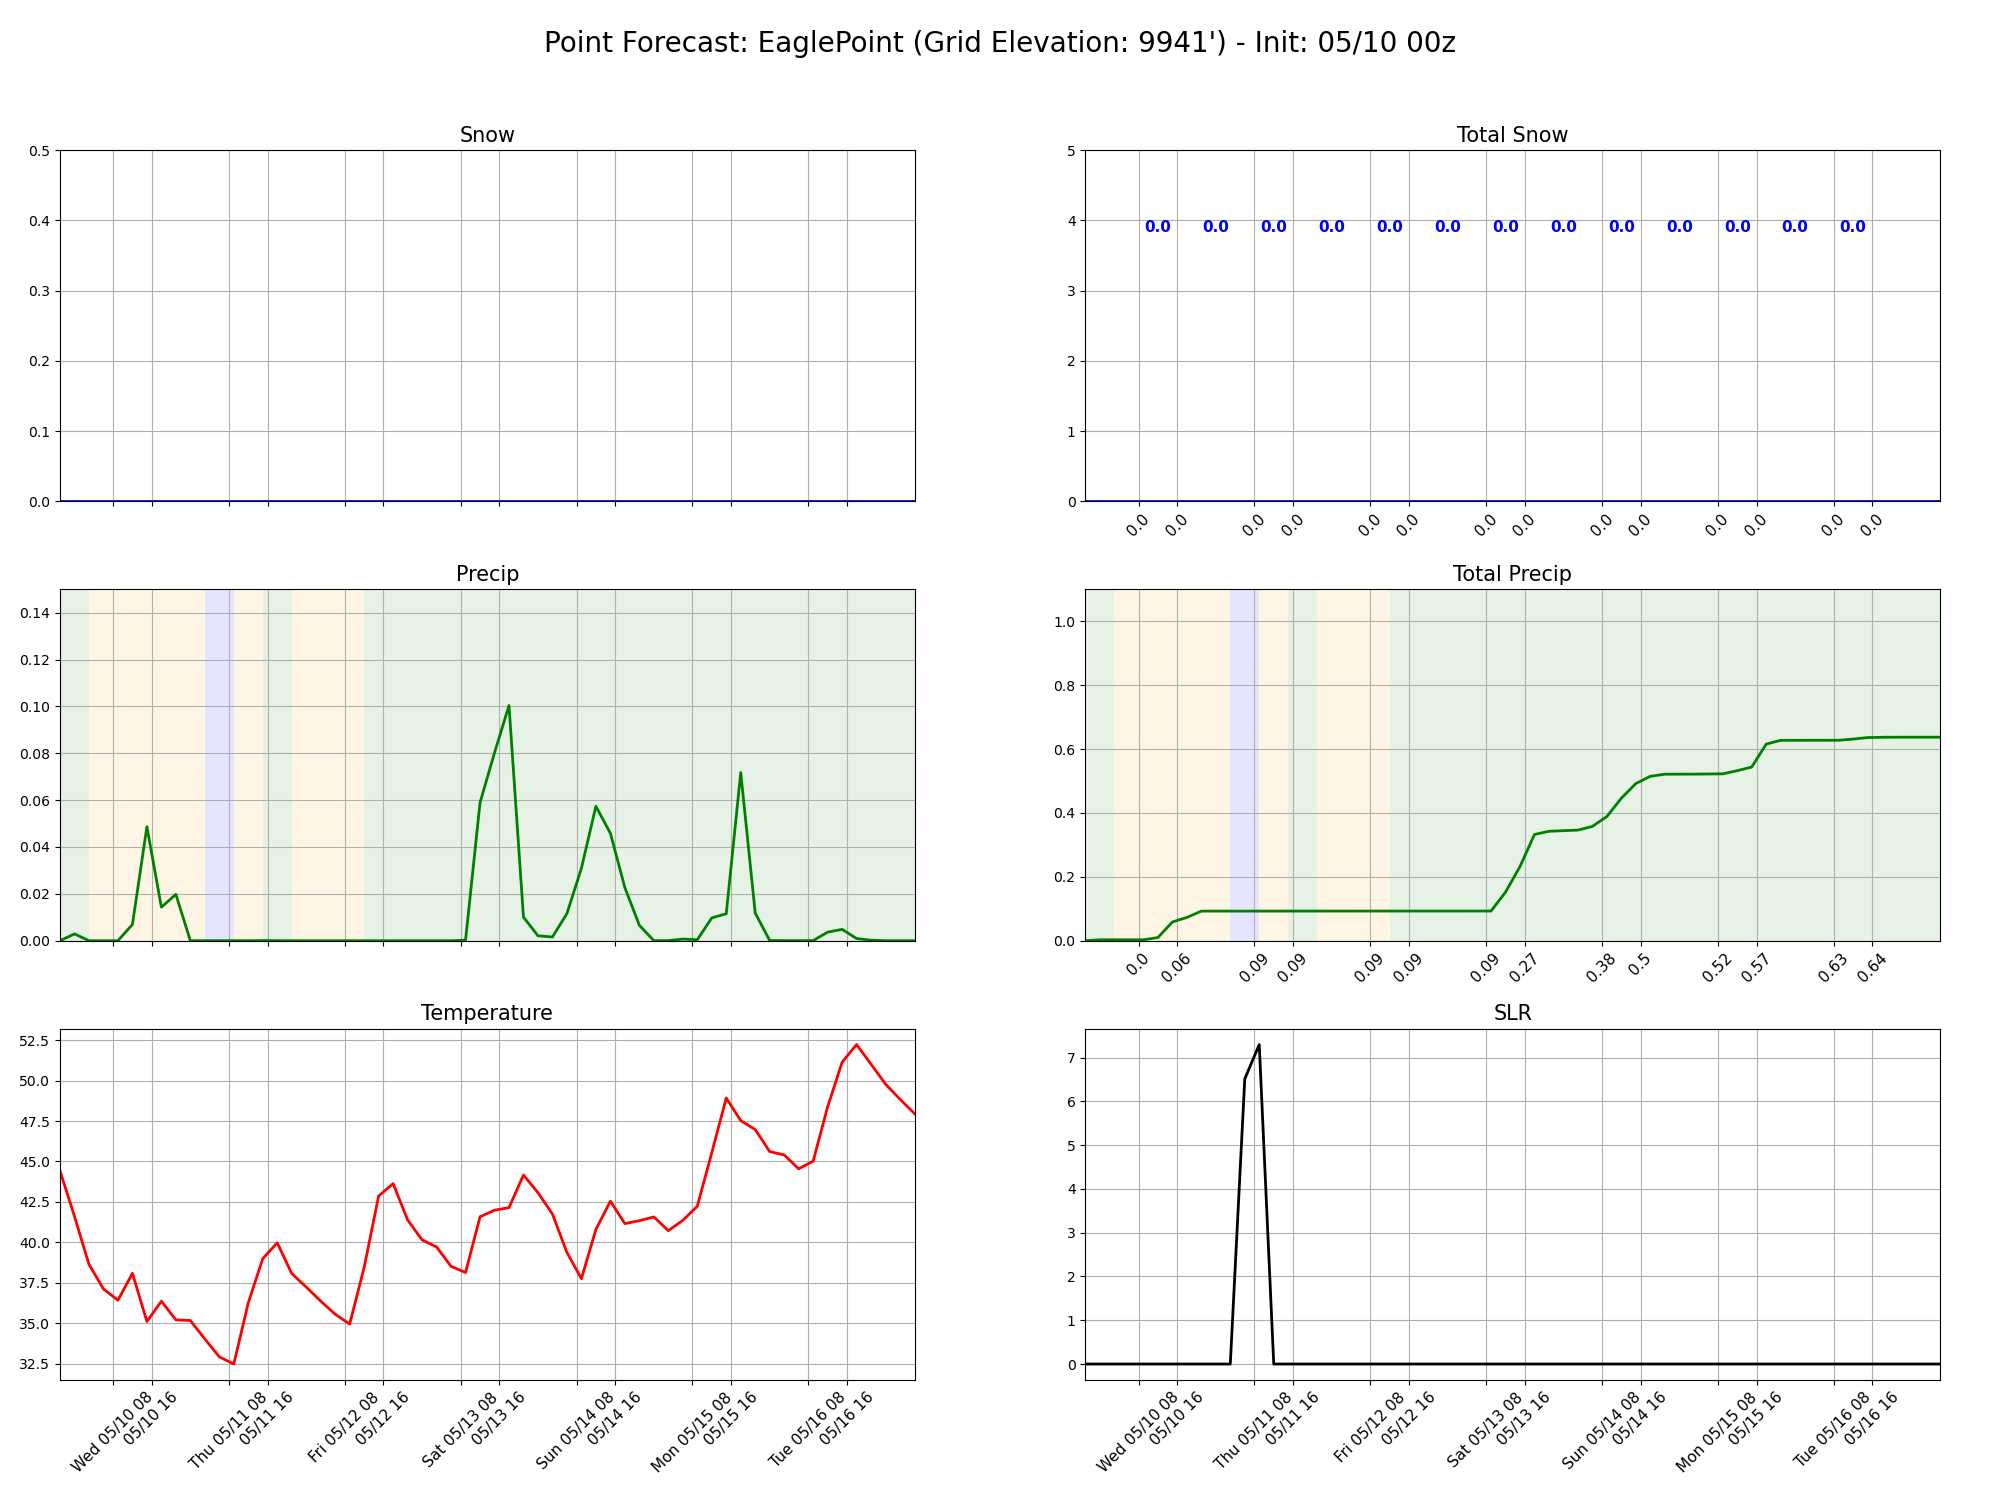 Point Forecast: EaglePoint (Grid Elevation: 9941') - Init: 05/10 00z
Snow
0.5
0.4
0.3
0.2
0.1
0.0
Total Snow
5
4
3
2
1
0
0.0 0.0 0.0 0.0 0.0 0.0 0.0 0.0 0.0 0.0 0.0 0.0 0.0
0.0 0.0 0.0 0.0 0.0 0.0 0.0 0.0 0.0 0.0 0.0 0.0 0.0 0.0
Precip
0.14
0.12
0.10
0.08
0.06
0.04
0.02
0.00
Total Precip
1.0
0.8
0.6
0.4
0.2
0.0
0.0 0.06 0.09 0.09 0.09 0.09 0.09 0.27 0.38 0.5 0.52 0.57 0.63 0.64
Temperature
52.5
50.0
47.5
45.0
42.5
40.0
37.5
35.0
32.5
Wed 05/10 08
05/10 16
Thu 05/11 08
05/11 16
Fri 05/12 08
05/12 16
Sat 05/13 08
05/13 16
Sun 05/14 08
05/14 16
Mon 05/15 08
05/15 16
Tue 05/16 08
05/16 16
SLR
7
6
5
4
3
2
1
0
Wed 05/10 08
05/10 16
Thu 05/11 08
05/11 16
Fri 05/12 08
05/12 16
Sat 05/13 08
05/13 16
Sun 05/14 08
05/14 16
Mon 05/15 08
05/15 16
Tue 05/16 08
05/16 16